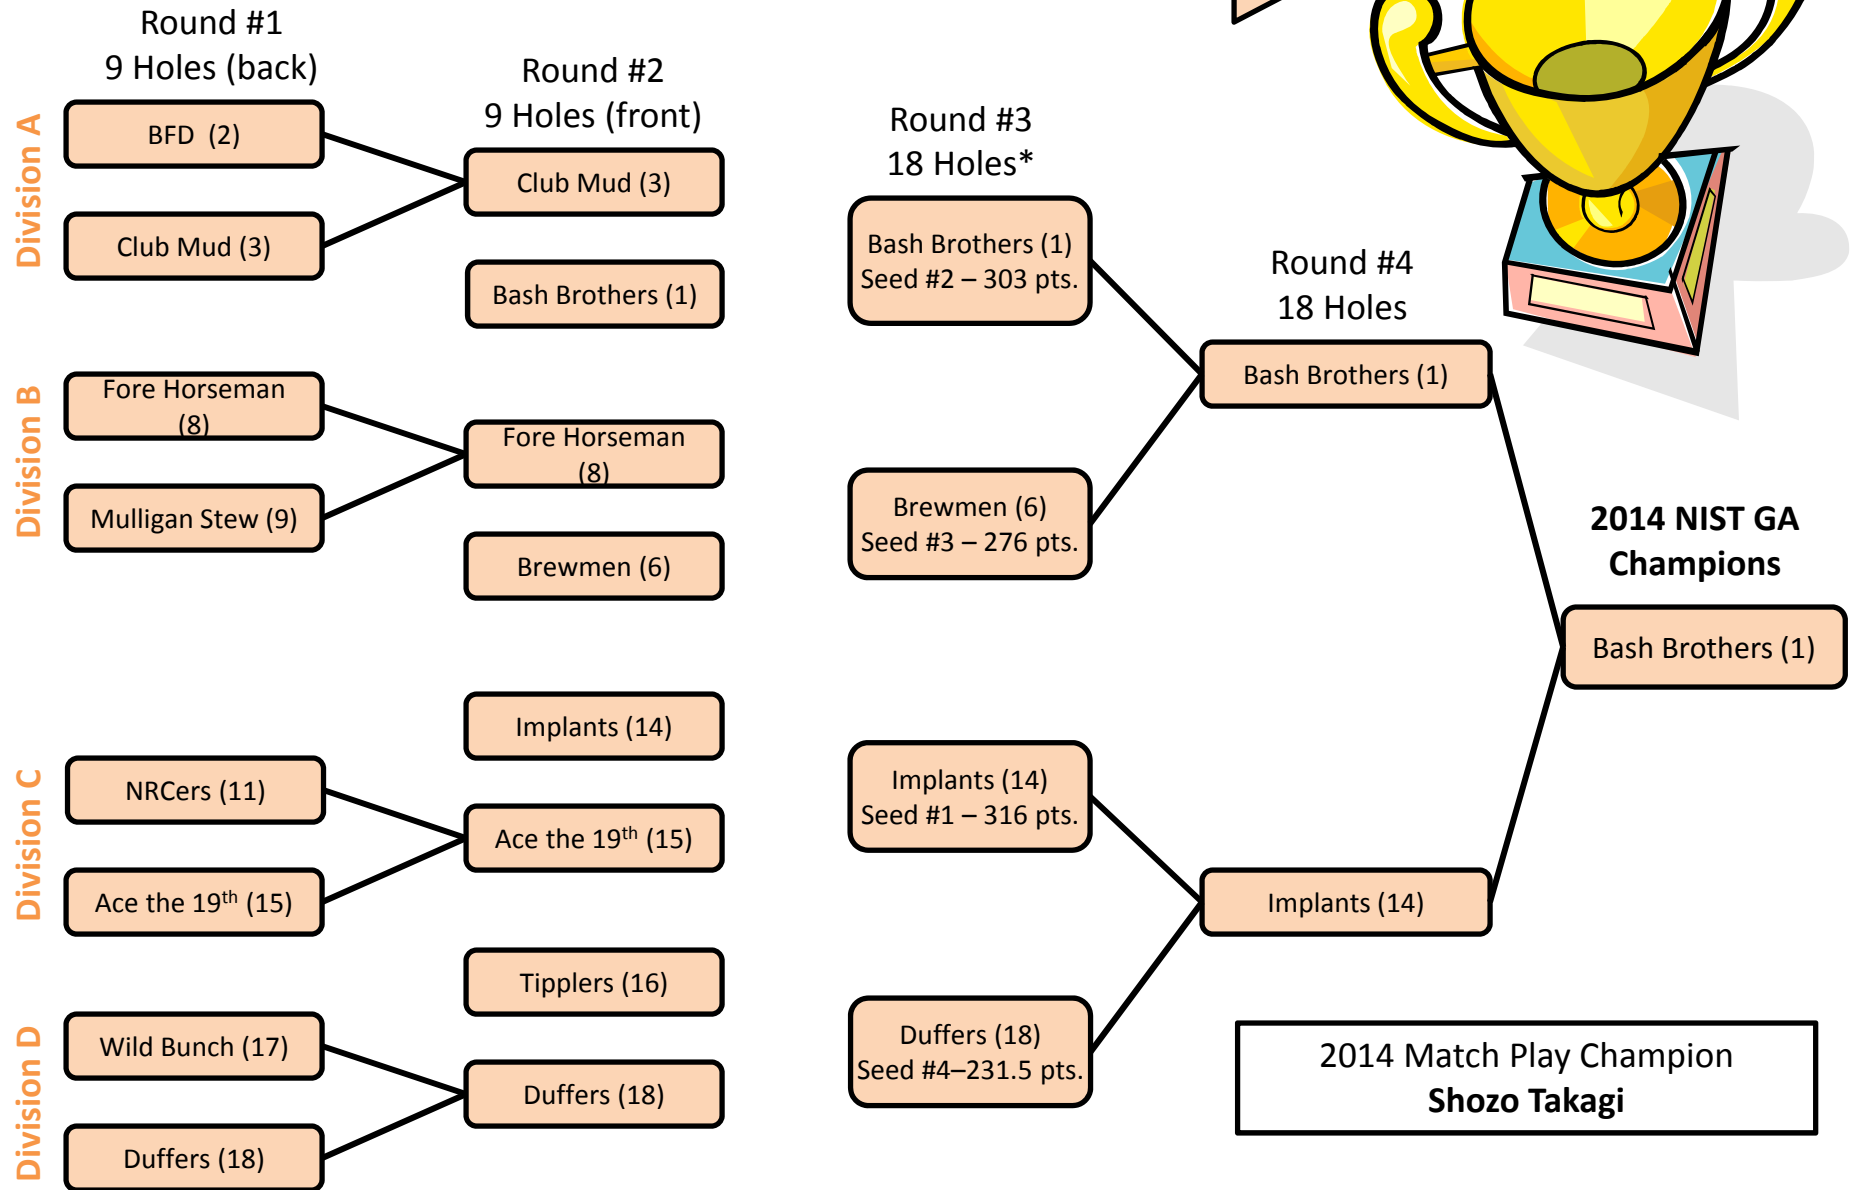 Round #1
9 Holes (back)
Division A
BFD  (2)
Club Mud (3)
Division B
Fore Horseman
(8)
Mulligan Stew (9)
Division C
NRCers (11)
Ace the 19th (15)
Division D
Wild Bunch (17)
Duffers (18)
Round #2
9 Holes (front)
Club Mud (3)
Bash Brothers (1)
Fore Horseman
(8)
Brewmen (6)
Implants (14)
Ace the 19th (15)
Tipplers (16)
Duffers (18)
Round #3
18 Holes*
Bash Brothers (1)
Seed #2 – 303 pts.
Brewmen (6)
Seed #3 – 276 pts.
Implants (14)
Seed #1 – 316 pts.
Duffers (18)
Seed #4–231.5 pts.
Round #4
18 Holes
Bash Brothers (1)
Implants (14)
2014 NIST GA
Champions
Bash Brothers (1)
2014 Match Play Champion
Shozo Takagi